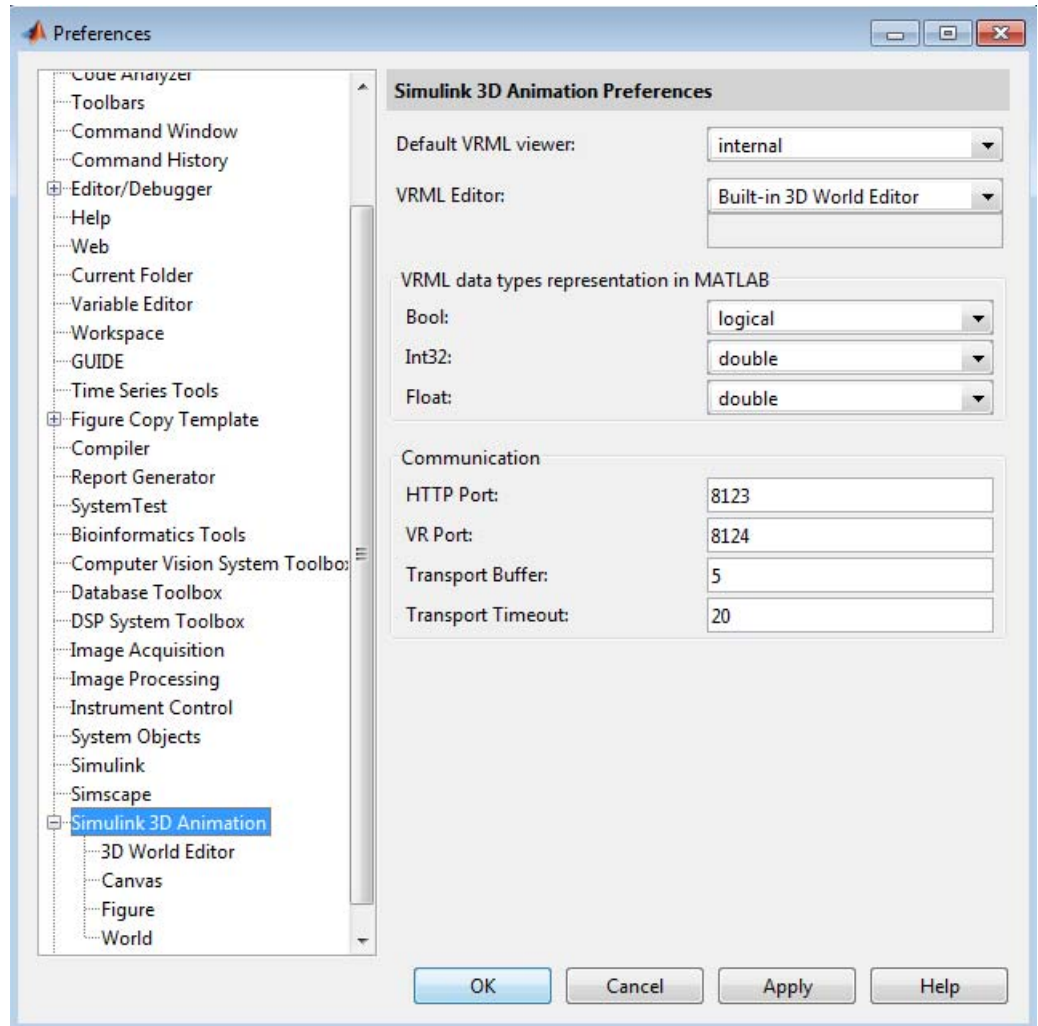 Preferences
Code Analyzer
Toolbars
Command Window
Command History
Editor/Debugger
Help
Web
Current Folder
Variable Editor
Workspace
GUIDE
Time Series Tools
Figure Copy Template
Compiler
Report Generator
SystemTest
Bioinformatics Tools
Computer Vision System Toolbo
Database Toolbox
DSP System Toolbox
Image Acquisition
Image Processing
Instrument Control
System Objects
Simulink
Simscape
Simulink 3D Animation
3D World Editor
Canvas
Figure
World
Simulink 3D Animation Preferences
Default VRML viewer: internal
VRML Editor: Built-in 3D World Editor
VRML data types representation in MATLAB
Bool: logical
Int32: double
Float: double
Communication
HTTP Port: 8123
VR Port: 8124
Transport Buffer: 5
Transport Timeout: 20
OK Cancel Apply Help